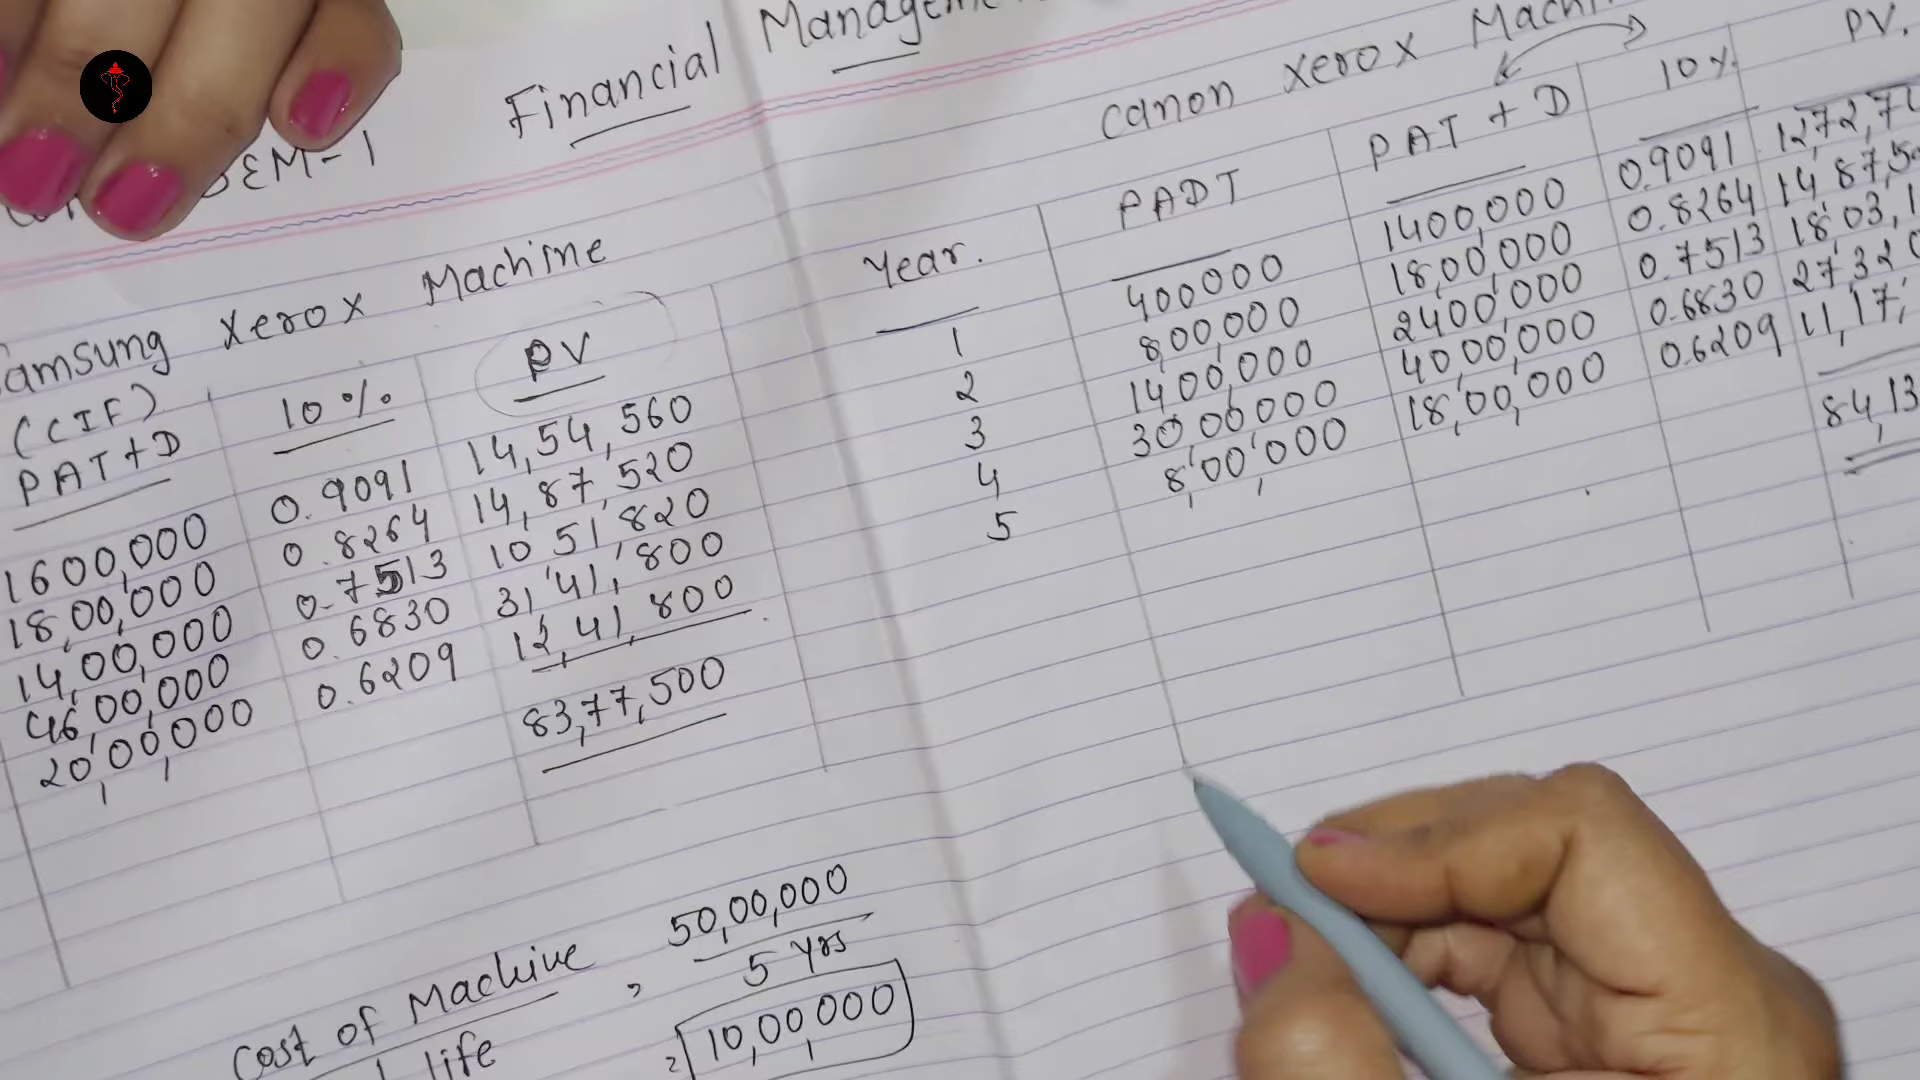 Financial Management
SEM-1
Samsung Xerox Machine
(CIF)
PAT+D 10% PV
1600,000 0.9091 14,54,560
18,00,000 0.8264 14,87,520
14,00,000 0.7513 10 51,820
46,00,000 0.6830 31,41,800
20,00,000 0.6209 12,41,800
83,77,500
Cost of Machine = 50,00,000
life 5 yrs
= 10,00,000
Canon Xerox
Year. PADT PAT + D 10% PV.
1 400000 1400,000 0.9091
2 8,00,000 18,00,000 0.8264
3 1400,000 2400,000 0.7513
4 30,00000 40,00,000 0.6830
5 8,00,000 18,00,000 0.6209